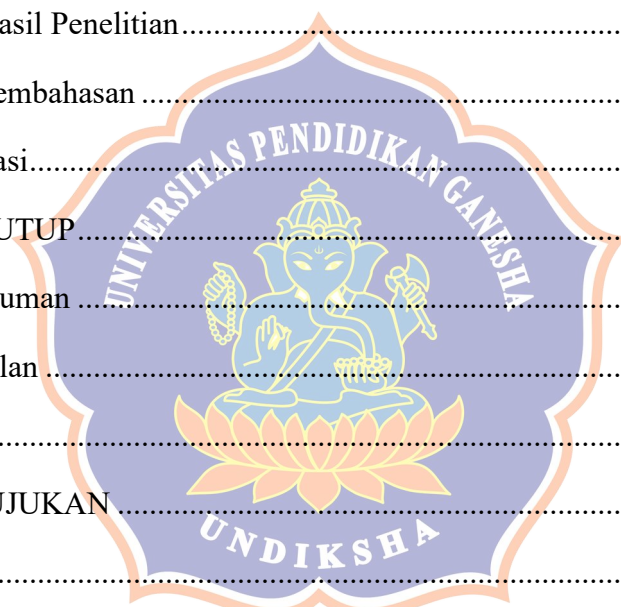 asil Penelitian..........................................................
embahasan ..........................................................
UNIVERSITAS PENDIDIKAN GANESHA
asi..........................................................
UTUP..........................................................
uman ..........................................................
lan ..........................................................
..........................................................
UJUKAN ..........................................................
UNDIKSHA
..........................................................